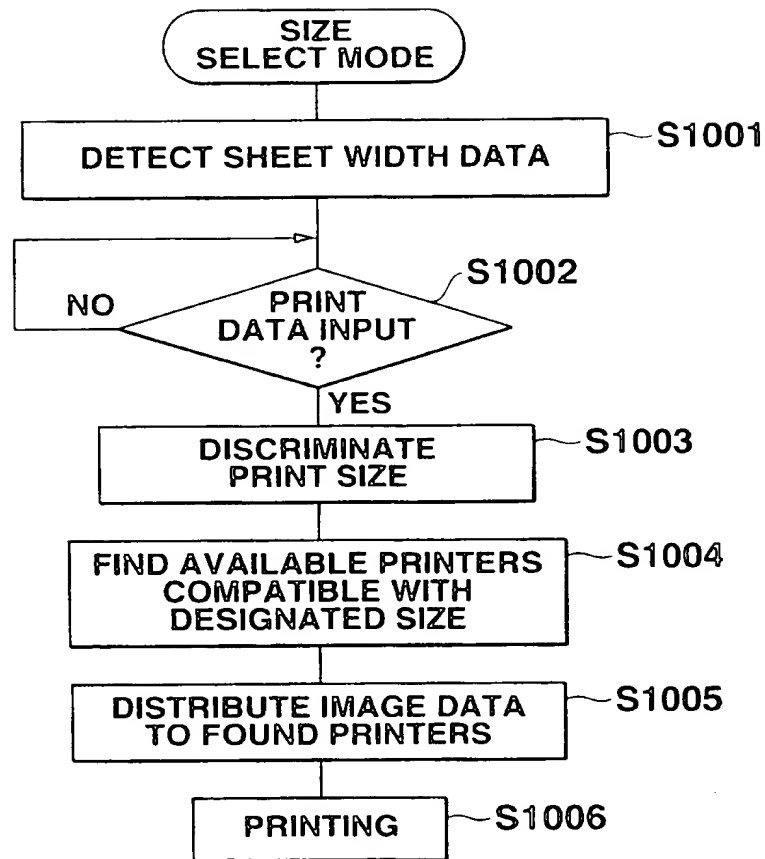 SIZE
SELECT MODE
DETECT SHEET WIDTH DATA
S1001
S1002
NO
PRINT
DATA INPUT
?
YES
DISCRIMINATE
PRINT SIZE
S1003
FIND AVAILABLE PRINTERS
COMPATIBLE WITH
DESIGNATED SIZE
S1004
DISTRIBUTE IMAGE DATA
TO FOUND PRINTERS
S1005
PRINTING
S1006